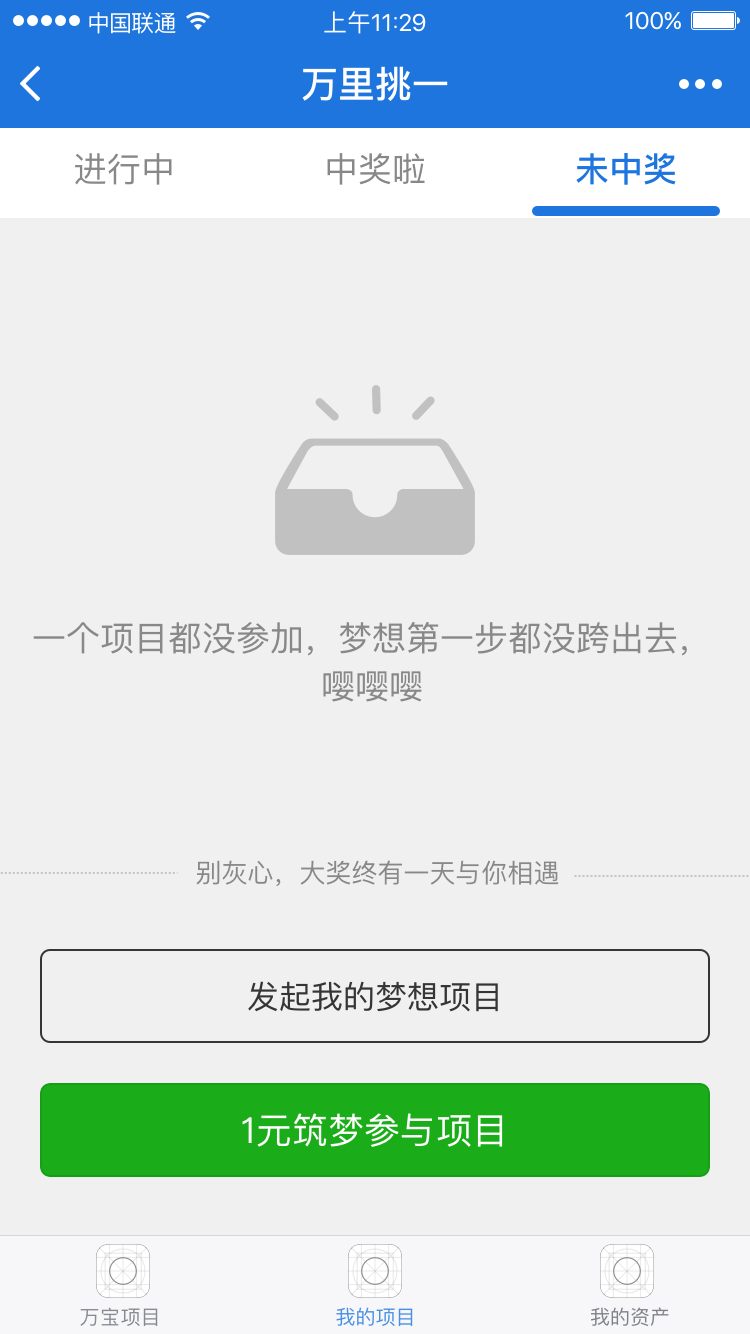 中国联通 上午11:29 100%
万里挑一
进行中 中奖啦 未中奖
一个项目都没参加，梦想第一步都没跨出去，
嘤嘤嘤
别灰心，大奖终有一天与你相遇
发起我的梦想项目
1元筑梦参与项目
万宝项目 我的项目 我的资产